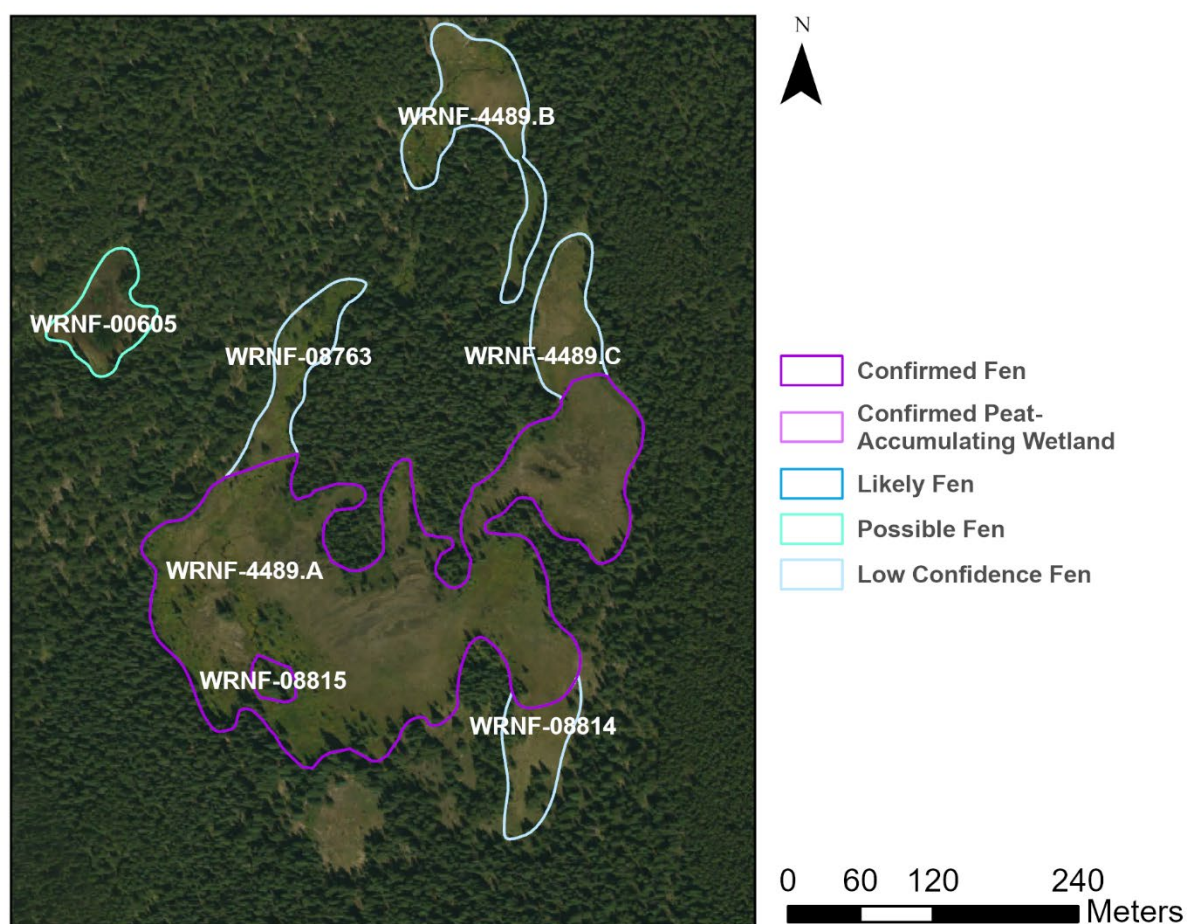 N
WRNF-4489.B
WRNF-00605
WRNF-08763
WRNF-4489.C
WRNF-4489.A
WRNF-08815
WRNF-08814
Confirmed Fen
Confirmed Peat-
Accumulating Wetland
Likely Fen
Possible Fen
Low Confidence Fen
0 60 120 240
Meters